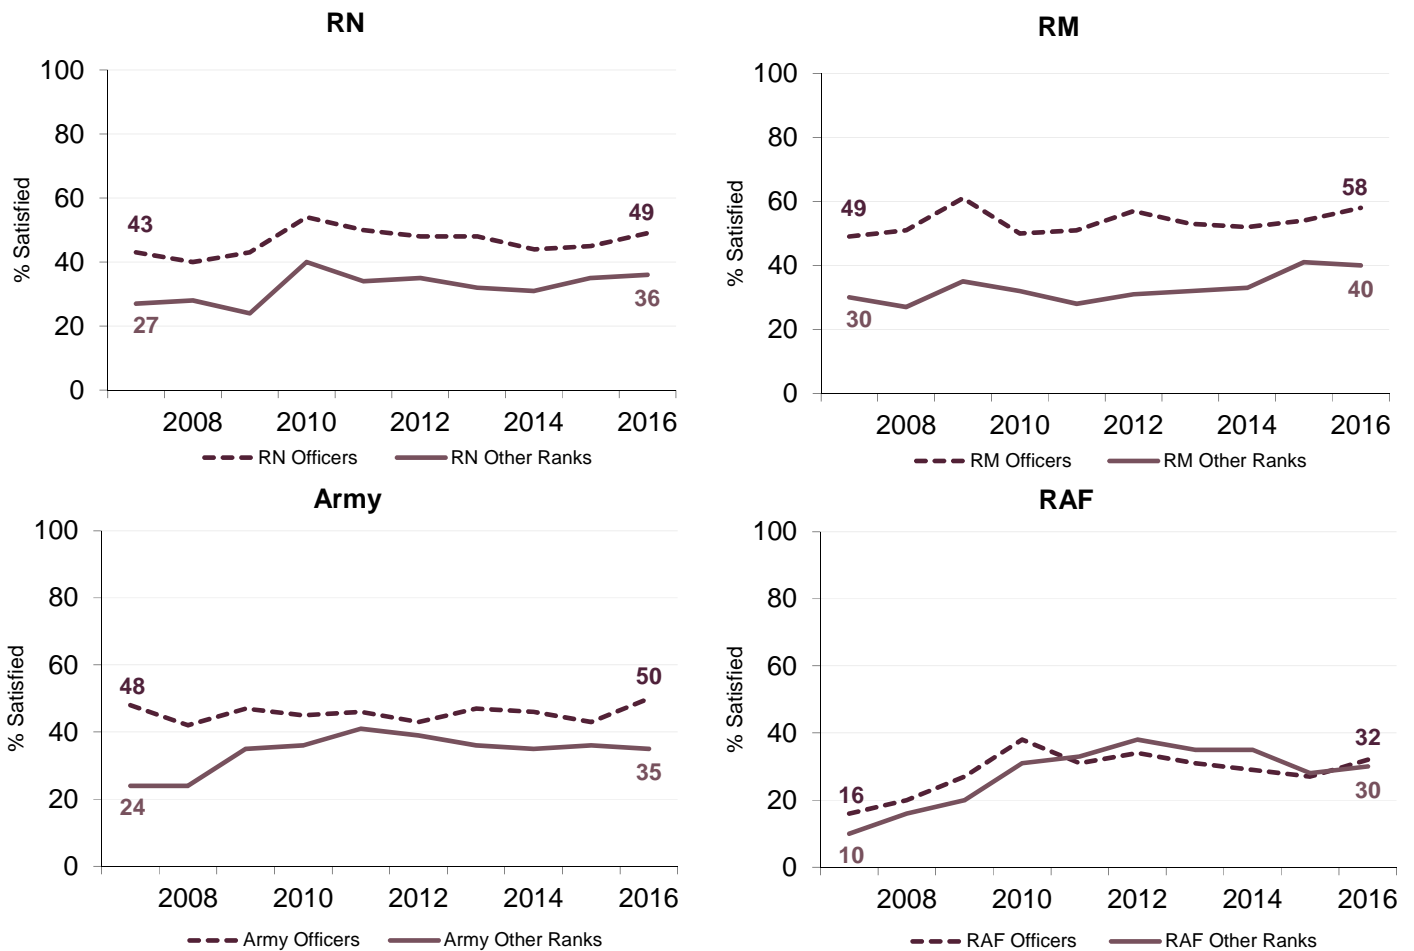 RN
100
80
60
40
20
0
% Satisfied
43
49
27
36
2008 2010 2012 2014 2016
RN Officers RN Other Ranks
RM
100
80
60
40
20
0
% Satisfied
49
58
30
40
2008 2010 2012 2014 2016
RM Officers RM Other Ranks
Army
100
80
60
40
20
0
% Satisfied
48
50
24
35
2008 2010 2012 2014 2016
Army Officers Army Other Ranks
RAF
100
80
60
40
20
0
% Satisfied
16
32
10
30
2008 2010 2012 2014 2016
RAF Officers RAF Other Ranks